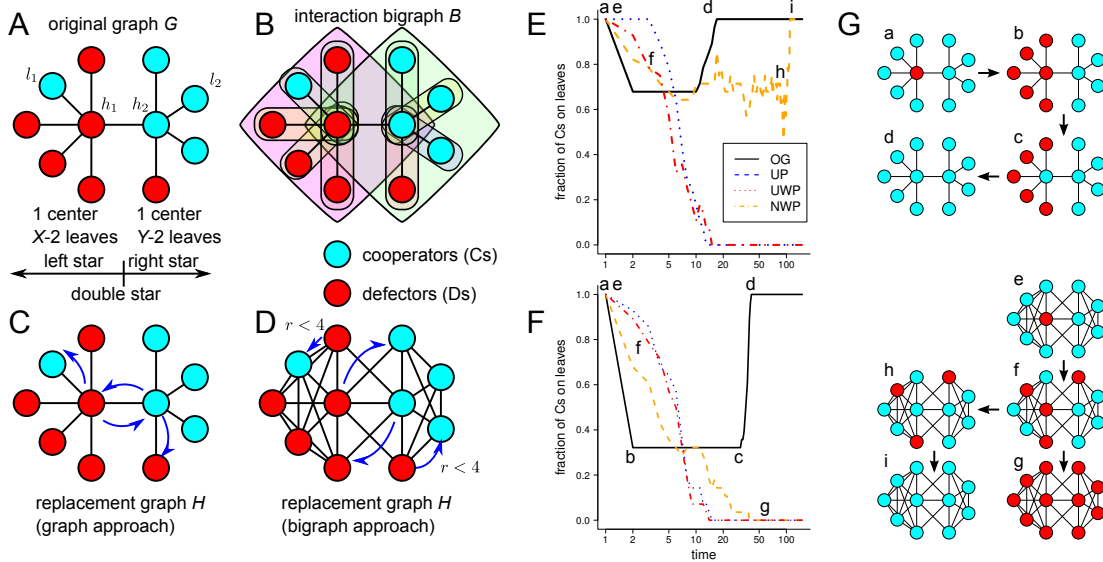 A
original graph G
l1
h1
h2
l2
1 center
X-2 leaves
left star
1 center
Y-2 leaves
right star
double star
B
interaction bigraph B
cooperators (Cs)
defectors (Ds)
C
replacement graph H
(graph approach)
D
r < 4
r < 4
replacement graph H
(bigraph approach)
E
fraction of Cs on leaves
1.0
0.8
0.6
0.4
0.2
0.0
a e
f
d
h
i
OG
UP
UWP
NWP
1
2
5
10
20
50
100
F
fraction of Cs on leaves
1.0
0.8
0.6
0.4
0.2
0.0
a e
f
b
c
d
g
1
2
5
10
20
50
100
time
G
a
b
d
c
e
h
f
i
g